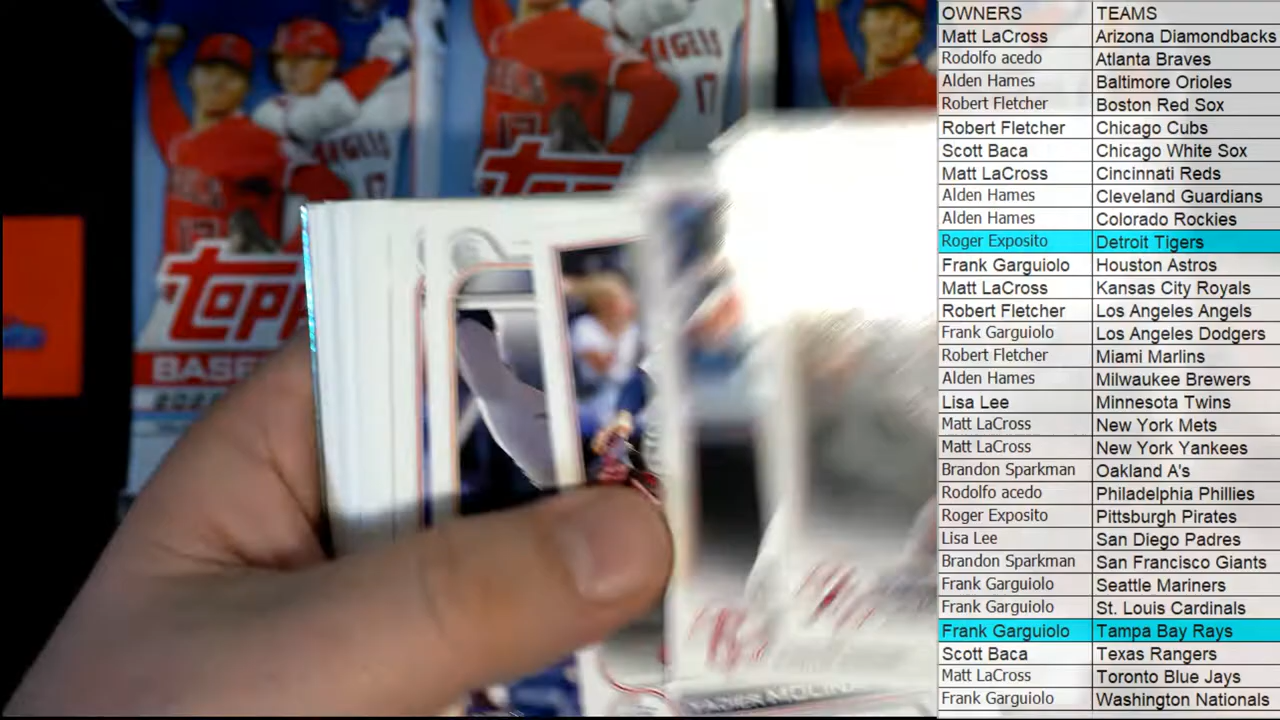 OWNERS TEAMS
Matt LaCross Arizona Diamondbacks
Rodolfo acedo Atlanta Braves
Alden Hames Baltimore Orioles
Robert Fletcher Boston Red Sox
Robert Fletcher Chicago Cubs
Scott Baca Chicago White Sox
Matt LaCross Cincinnati Reds
Alden Hames Cleveland Guardians
Alden Hames Colorado Rockies
Roger Exposito Detroit Tigers
Frank Garguiolo Houston Astros
Matt LaCross Kansas City Royals
Robert Fletcher Los Angeles Angels
Frank Garguiolo Los Angeles Dodgers
Robert Fletcher Miami Marlins
Alden Hames Milwaukee Brewers
Lisa Lee Minnesota Twins
Matt LaCross New York Mets
Matt LaCross New York Yankees
Brandon Sparkman Oakland A's
Rodolfo acedo Philadelphia Phillies
Roger Exposito Pittsburgh Pirates
Lisa Lee San Diego Padres
Brandon Sparkman San Francisco Giants
Frank Garguiolo Seattle Mariners
Frank Garguiolo St. Louis Cardinals
Frank Garguiolo Tampa Bay Rays
Scott Baca Texas Rangers
Matt LaCross Toronto Blue Jays
Frank Garguiolo Washington Nationals
ANGELS
17
TOPP
BASE